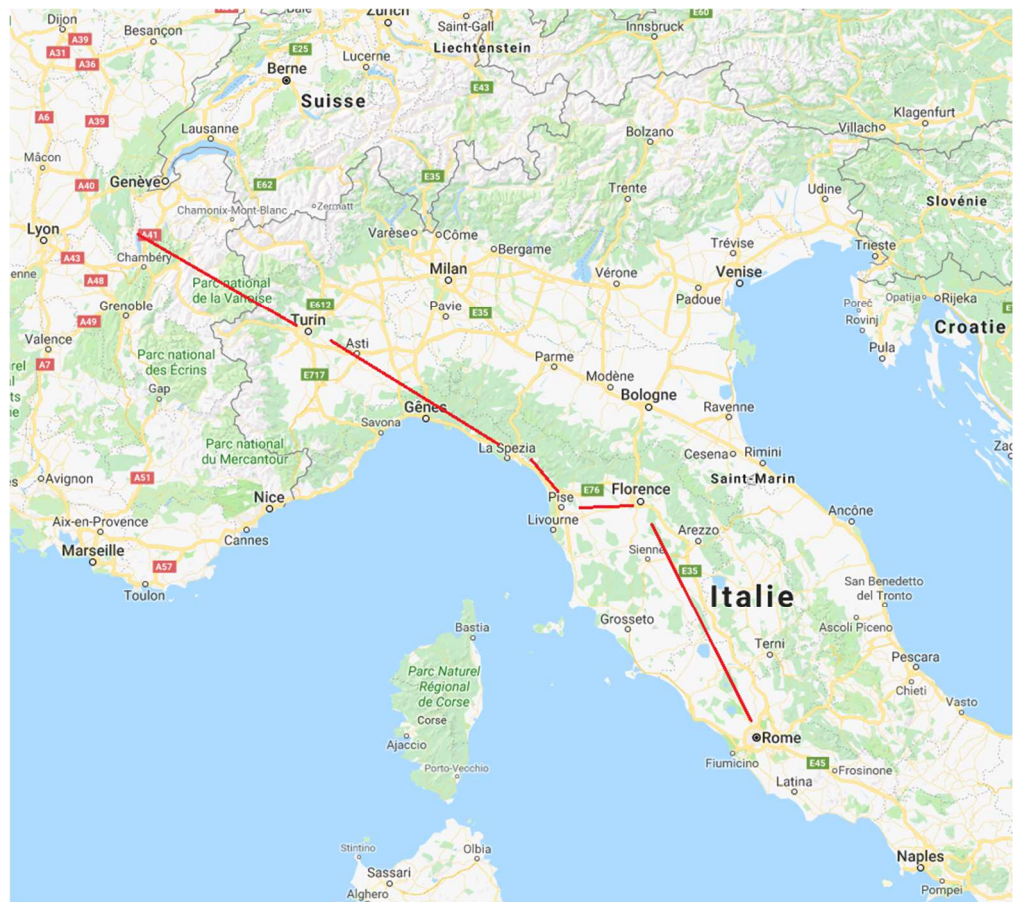 Dijon
A39
A31
A36
Besançon
E25
Berne
Zurich
Lucerne
Saint-Gall
Liechtenstein
Innsbruck
E60
E43
Suisse
A6
A39
Lausanne
Bolzano
Klagenfurt
Villach
Mâcon
A40
Genève
E62
E35
Trente
Udine
Slovénie
Chamonix-Mont-Blanc
Zermatt
Lyon
A41
Varèse
Côme
Bergame
Trévise
Trieste
A43
Chambéry
Milan
Vérone
Venise
enne
A48
Parc national
de la Vanoise
Padoue
Poreč
Opatija
Rijeka
Grenoble
E612
Pavie
E35
Rovinj
Croatie
A49
Turin
Valence
Asti
Parme
Pula
Parc national
des Écrins
A7
E717
Modène
Gap
Bologne
Gênes
Ravenne
Savona
Parc national
du Mercantour
La Spezia
Cesena
Rimini
A51
Avignon
Saint-Marin
Nice
Pise
E76
Florence
Aix-en-Provence
Livourne
Ancône
Cannes
Arezzo
Marseille
Sienne
A57
E35
Toulon
Italie
San Benedetto
del Tronto
Grosseto
Ascoli Piceno
Bastia
Terni
Pescara
Parc Naturel
Régional
de Corse
Chieti
Vasto
Corse
Ajaccio
Rome
Fiumicino
E45
Frosinone
Porto-Vecchio
Latina
Stintino
Olbia
Sassari
Naples
Alghero
Pompei